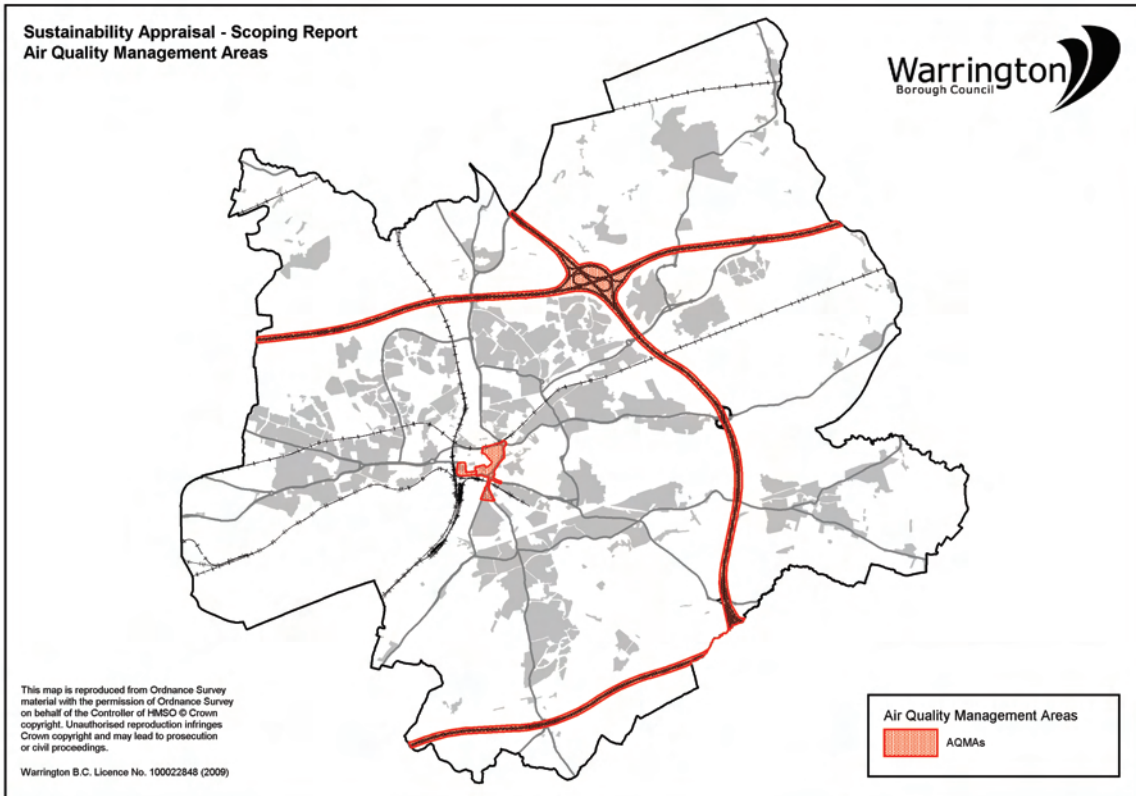 Sustainability Appraisal - Scoping Report
Air Quality Management Areas
Warrington
Borough Council
This map is reproduced from Ordnance Survey
material with the permission of Ordnance Survey
on behalf of the Controller of HMSO © Crown
copyright. Unauthorised reproduction infringes
Crown copyright and may lead to prosecution
or civil proceedings.
Warrington B.C. Licence No. 100022848 (2009)
Air Quality Management Areas
AQMAs